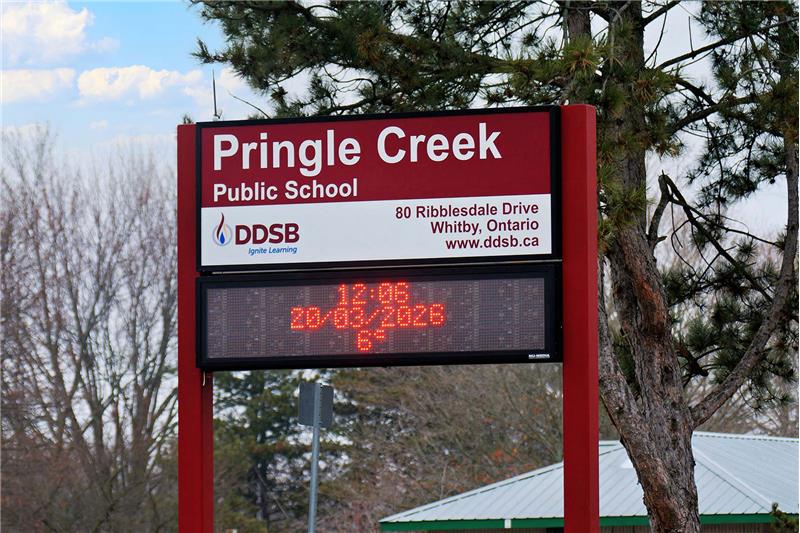 Pringle Creek
Public School
DDSB
Ignite Learning
80 Ribblesdale Drive
Whitby, Ontario
www.ddsb.ca
12:06
20/03/2026
6°